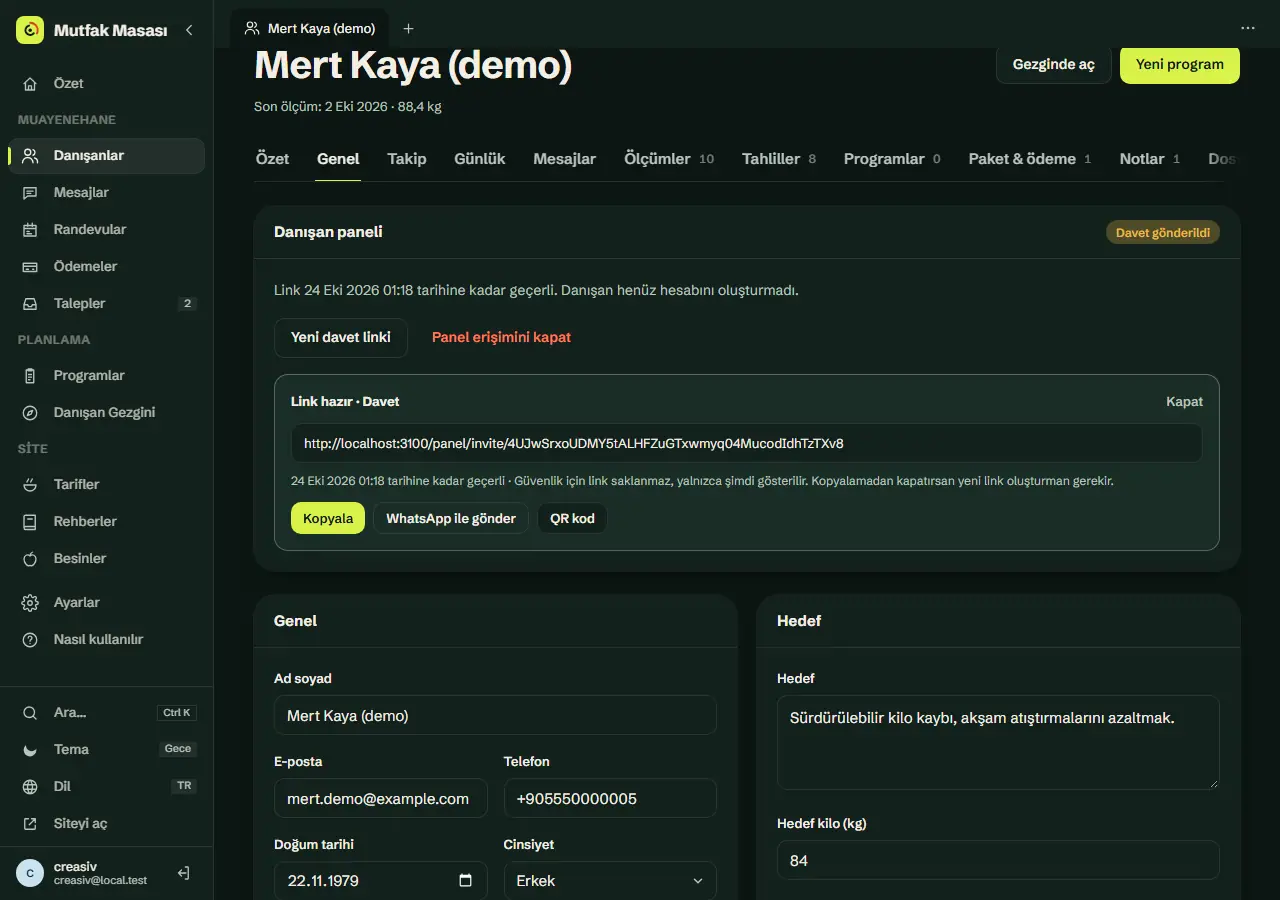 Mutfak Masası
Özet
MUAYENEHANE
Danışanlar
Mesajlar
Randevular
Ödemeler
Talepler 2
PLANLAMA
Programlar
Danışan Gezgini
SİTE
Tarifler
Rehberler
Besinler
Ayarlar
Nasıl kullanılır
Ara... Ctrl K
Tema Gece
Dil TR
Siteyi aç
C
creasiv
creasiv@local.test
Mert Kaya (demo)
Mert Kaya (demo)
Gezginde aç
Yeni program
Son ölçüm: 2 Eki 2026 · 88,4 kg
Özet Genel Takip Günlük Mesajlar Ölçümler 10 Tahliller 8 Programlar 0 Paket & ödeme 1 Notlar 1 Dos
Danışan paneli
Davet gönderildi
Link 24 Eki 2026 01:18 tarihine kadar geçerli. Danışan henüz hesabını oluşturmadı.
Yeni davet linki
Panel erişimini kapat
Link hazır · Davet
Kapat
http://localhost:3100/panel/invite/4UJwSrxoUDMY5tALHFZuGTxwmyq04MucodIdhTzTXv8
24 Eki 2026 01:18 tarihine kadar geçerli · Güvenlik için link saklanmaz, yalnızca şimdi gösterilir. Kopyalamadan kapatırsan yeni link oluşturman gerekir.
Kopyala
WhatsApp ile gönder
QR kod
Genel
Ad soyad
Mert Kaya (demo)
E-posta
mert.demo@example.com
Telefon
+905550000005
Doğum tarihi
22.11.1979
Cinsiyet
Erkek
Hedef
Hedef
Sürdürülebilir kilo kaybı, akşam atıştırmalarını azaltmak.
Hedef kilo (kg)
84